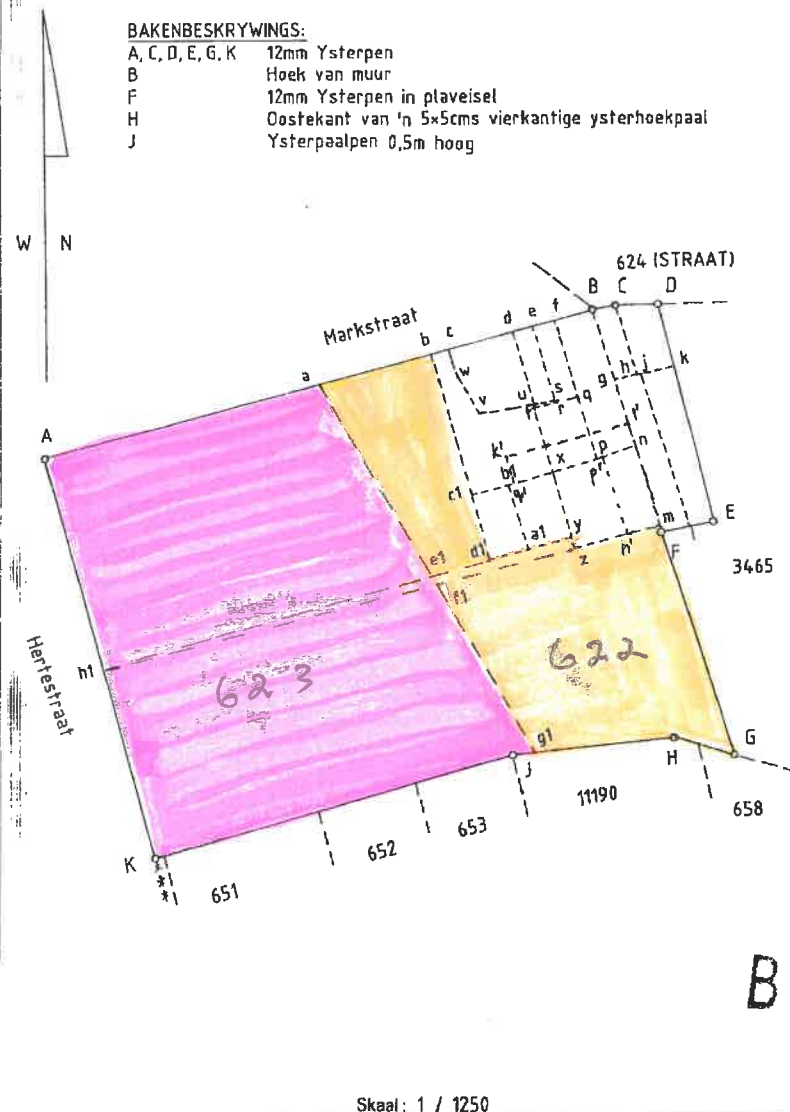 BAKENBESKRYWINGS:
A, C, D, E, G, K 12mm Ysterpen
B Hoek van muur
F 12mm Ysterpen in plaveisel
H Oostekant van 'n 5x5cms vierkantige ysterhoekpaal
J Ysterpaalpen 0,5m hoog
W N
624 (STRAAT)
B C D
Markstraat
d e f
b c
a
w
v
u s
r q
g h j k
A
k' l'
b1 x p n
c1 q' p''
m E
y
d1 a1 z h' F
e1
f1
3465
Hertestraat
h1
623
622
g1
J H G
11190
658
653
652
K
651
*
*
B
Skaal: 1 / 1250